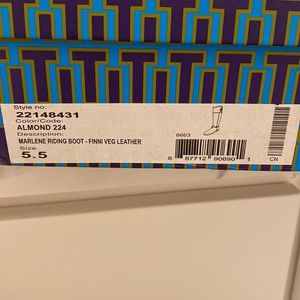 Style no:
22148431
Color/Code:
ALMOND 224
Description:
MARLENE RIDING BOOT - FINNI VEG LEATHER
Size
5.5
8663
8 87712 90690 1
CN